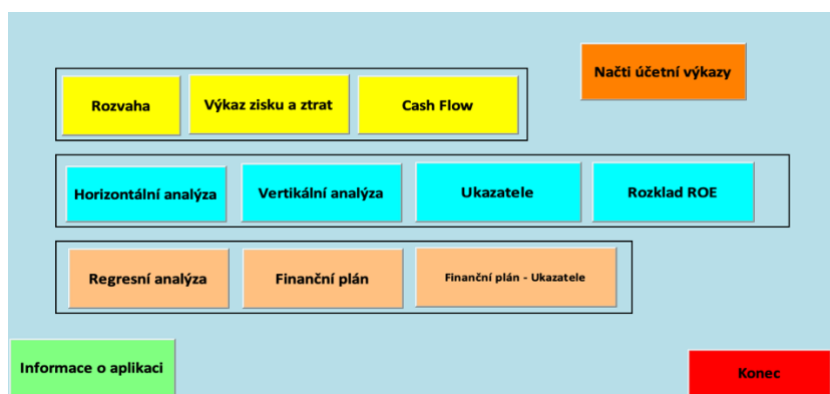 Načti účetní výkazy
Rozvaha
Výkaz zisku a ztrat
Cash Flow
Horizontální analýza
Vertikální analýza
Ukazatele
Rozklad ROE
Regresní analýza
Finanční plán
Finanční plán - Ukazatele
Informace o aplikaci
Konec